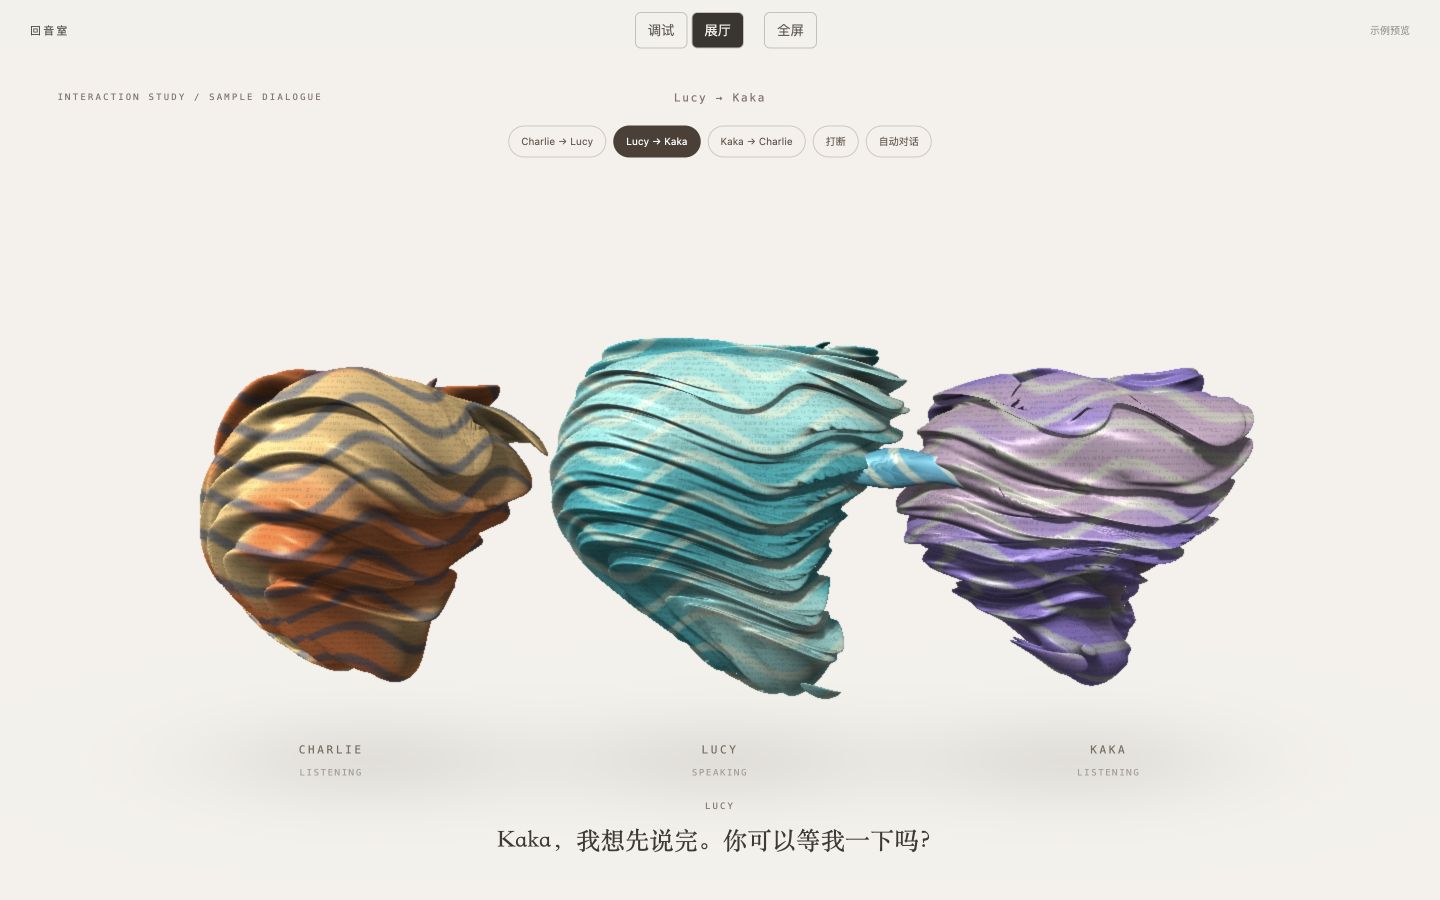 回音室
调试 展厅 全屏
示例预览
INTERACTION STUDY / SAMPLE DIALOGUE
Lucy → Kaka
Charlie → Lucy Lucy → Kaka Kaka → Charlie 打断 自动对话
CHARLIE LUCY KAKA
LISTENING SPEAKING LISTENING
LUCY
Kaka，我想先说完。你可以等我一下吗?